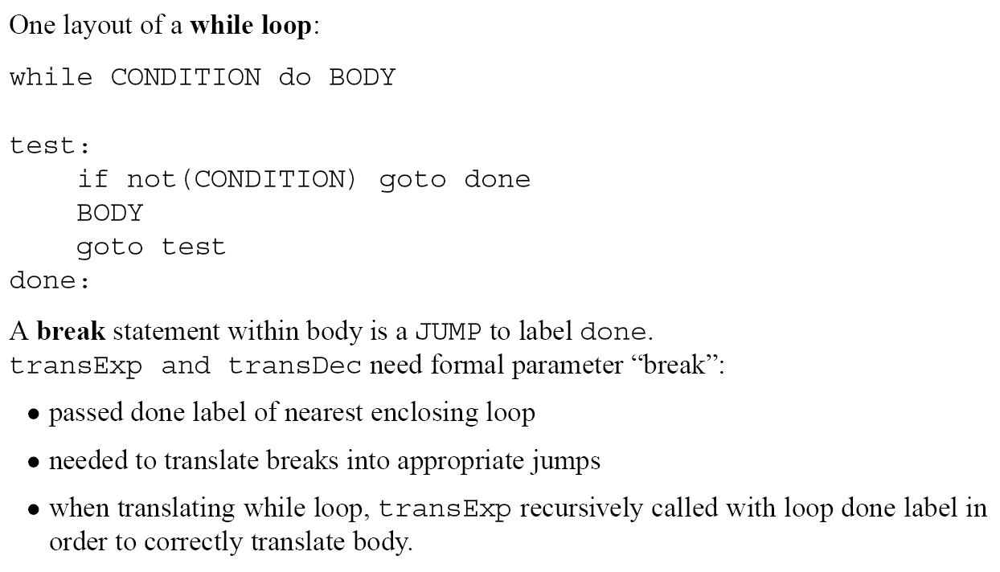 One layout of a while loop:
while CONDITION do BODY
test:
if not(CONDITION) goto done
BODY
goto test
done:
A break statement within body is a JUMP to label done.
transExp and transDec need formal parameter “break”:
• passed done label of nearest enclosing loop
• needed to translate breaks into appropriate jumps
• when translating while loop, transExp recursively called with loop done label in
order to correctly translate body.